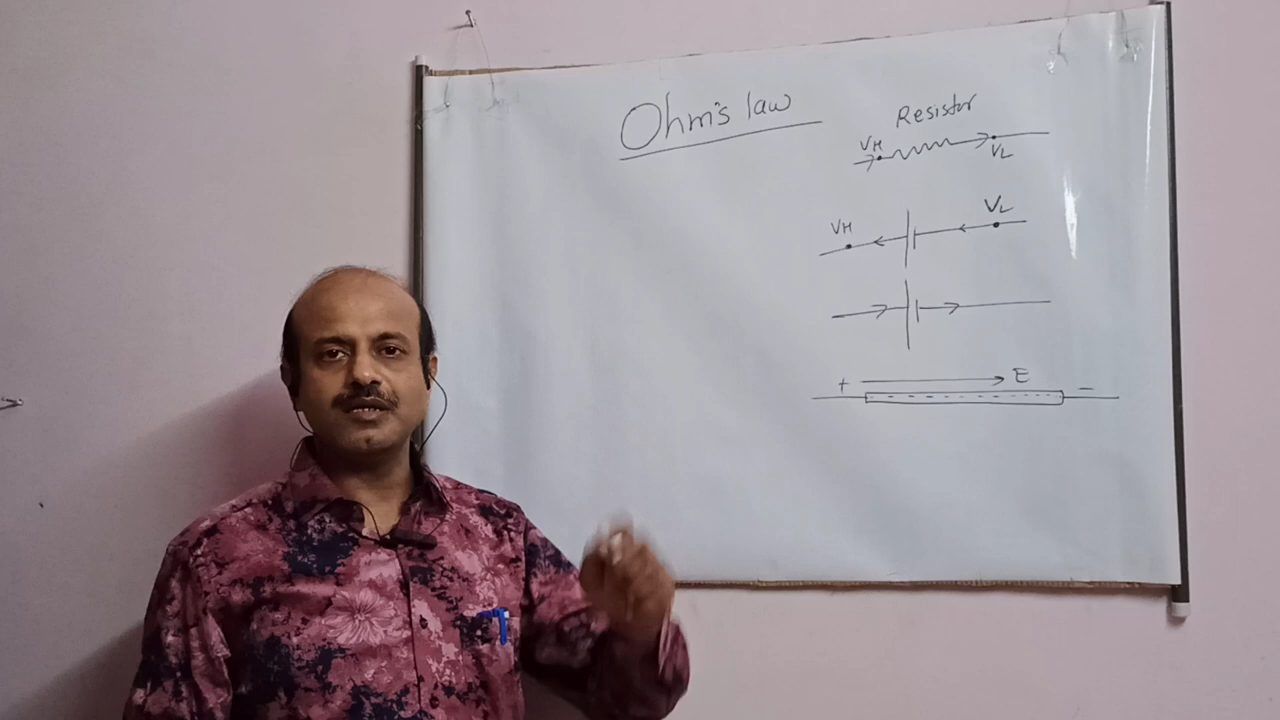 Ohm's law
Resistor
VH
VL
VH
VL
+
E
-